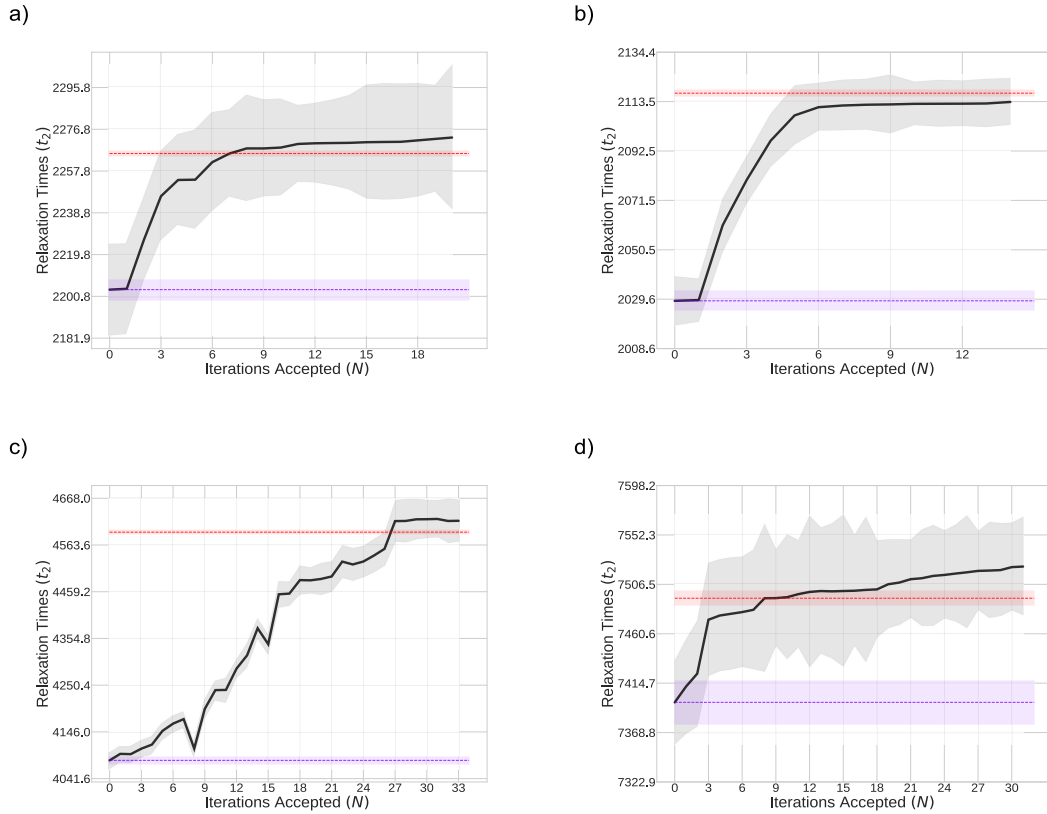 a)
2295.8
2276.8
2257.8
2238.8
2219.8
2200.8
2181.9
Relaxation Times (t₂)
0 3 6 9 12 15 18
Iterations Accepted (N)
b)
2134.4
2113.5
2092.5
2071.5
2050.5
2029.6
2008.6
Relaxation Times (t₂)
0 3 6 9 12
Iterations Accepted (N)
c)
4668.0
4563.6
4459.2
4354.8
4250.4
4146.0
4041.6
Relaxation Times (t₂)
0 3 6 9 12 15 18 21 24 27 30 33
Iterations Accepted (N)
d)
7598.2
7552.3
7506.5
7460.6
7414.7
7368.8
7322.9
Relaxation Times (t₂)
0 3 6 9 12 15 18 21 24 27 30
Iterations Accepted (N)